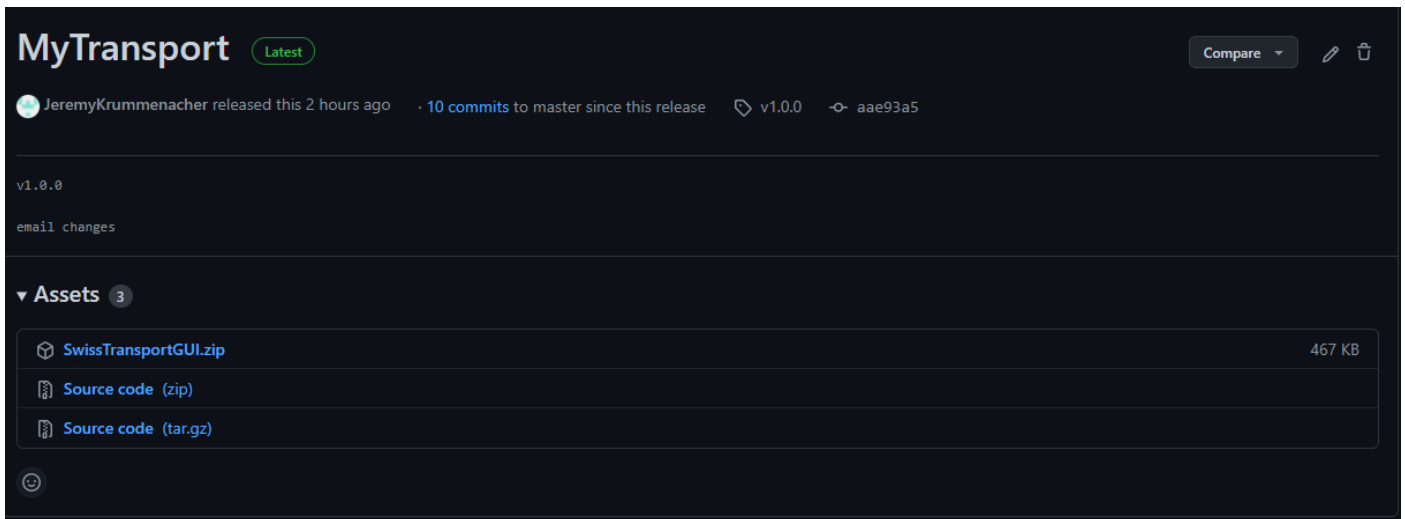 MyTransport Latest Compare
JeremyKrummenacher released this 2 hours ago · 10 commits to master since this release v1.0.0 aae93a5
v1.0.0
email changes
Assets 3
SwissTransportGUI.zip 467 KB
Source code (zip)
Source code (tar.gz)